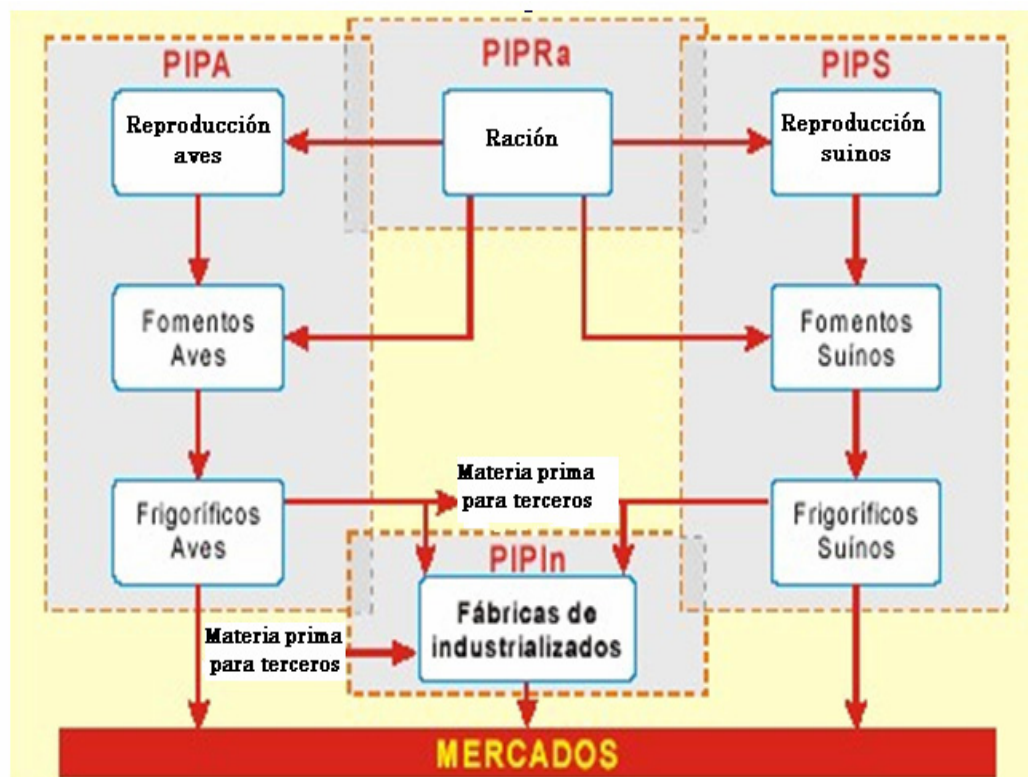 PIPA
PIPRa
PIPS
Reproducción
aves
Ración
Reproducción
suinos
Fomentos
Aves
Fomentos
Suínos
Materia prima
para terceros
Frigoríficos
Aves
Frigoríficos
Suínos
PIPIn
Fábricas de
industrializados
Materia prima
para terceros
MERCADOS